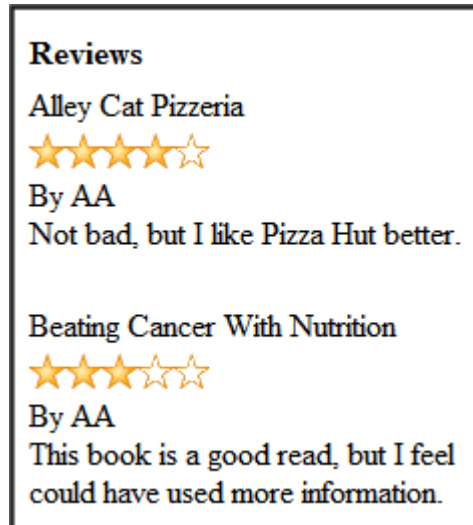 Reviews
Alley Cat Pizzeria
By AA
Not bad, but I like Pizza Hut better.
Beating Cancer With Nutrition
By AA
This book is a good read, but I feel
could have used more information.